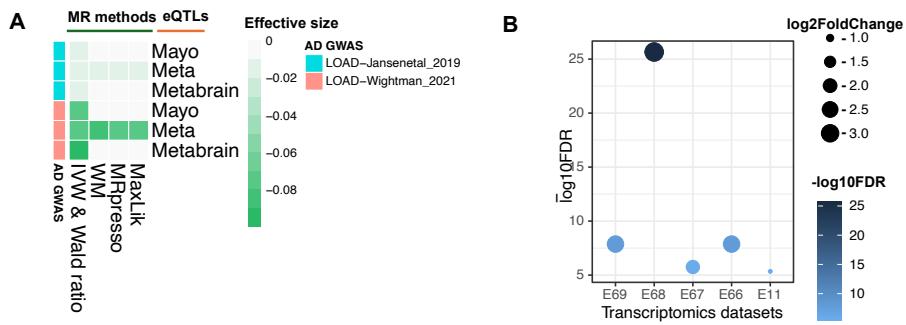 A
MR methods
eQTLs
Mayo
Meta
Metabrain
Mayo
Meta
Metabrain
AD GWAS
IVW & Wald ratio
WM
MRpresso
MaxLik
Effective size
0
−0.02
−0.04
−0.06
−0.08
AD GWAS
LOAD−Jansenetal_2019
LOAD−Wightman_2021
B
-log10FDR
25
20
15
10
5
E69
E68
E67
E66
E11
Transcriptomics datasets
log2FoldChange
- 1.0
- 1.5
- 2.0
- 2.5
- 3.0
-log10FDR
25
20
15
10